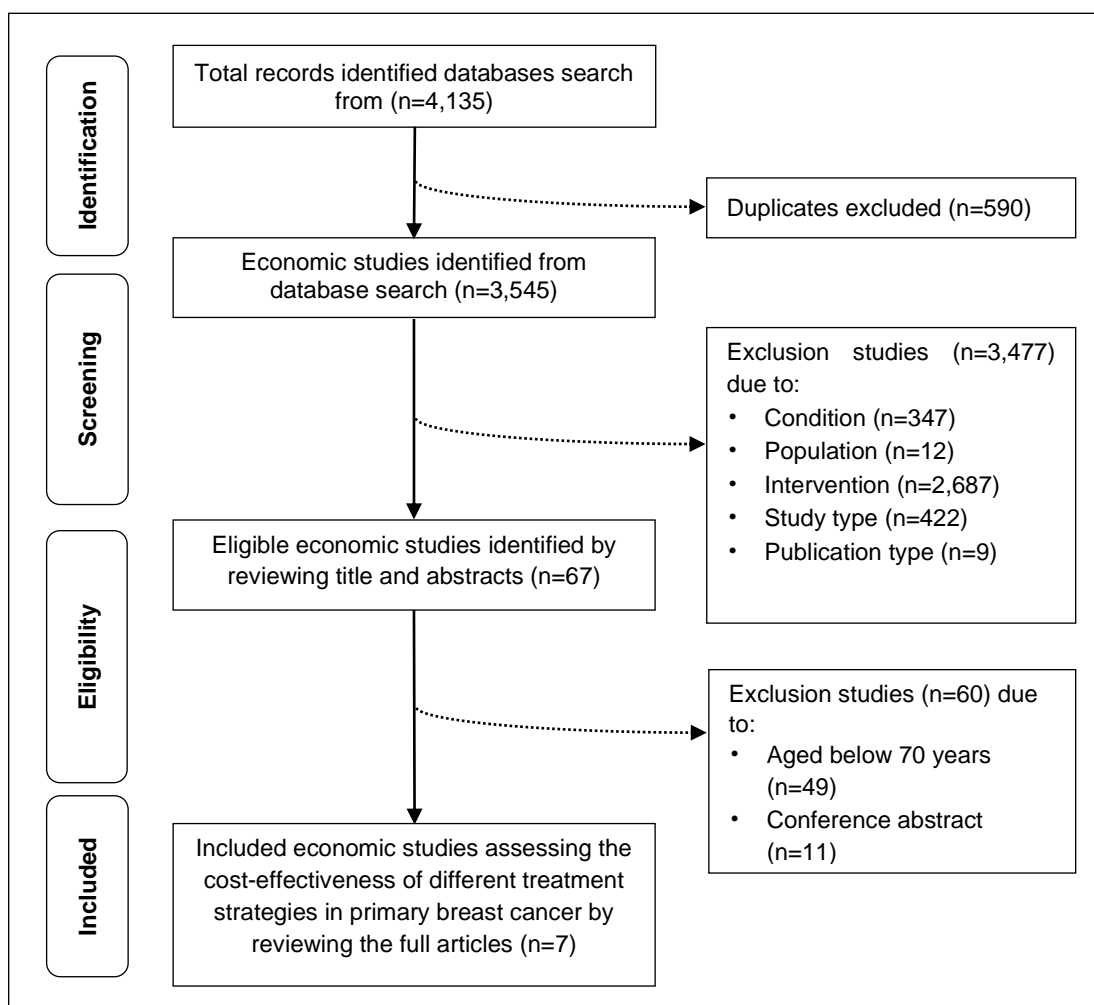 Identification
Total records identified databases search
from (n=4,135)
Duplicates excluded (n=590)
Economic studies identified from
database search (n=3,545)
Screening
Exclusion studies (n=3,477)
due to:
• Condition (n=347)
• Population (n=12)
• Intervention (n=2,687)
• Study type (n=422)
• Publication type (n=9)
Eligible economic studies identified by
reviewing title and abstracts (n=67)
Eligibility
Exclusion studies (n=60) due
to:
• Aged below 70 years
(n=49)
• Conference abstract
(n=11)
Included
Included economic studies assessing the
cost-effectiveness of different treatment
strategies in primary breast cancer by
reviewing the full articles (n=7)